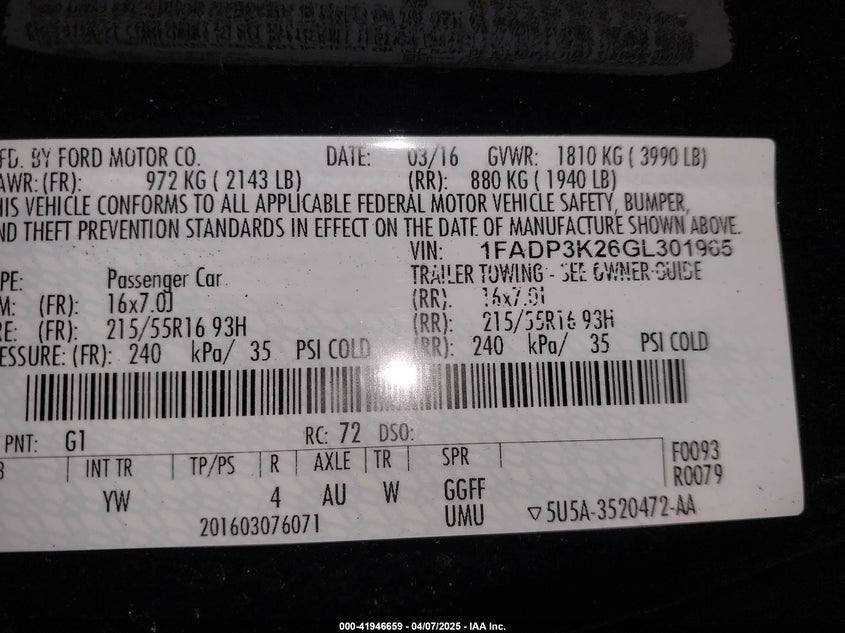 FD. BY FORD MOTOR CO. DATE: 03/16 GVWR: 1810 KG ( 3990 LB)
AWR: (FR): 972 KG ( 2143 LB) (RR): 880 KG ( 1940 LB)
HIS VEHICLE CONFORMS TO ALL APPLICABLE FEDERAL MOTOR VEHICLE SAFETY, BUMPER,
ND THEFT PREVENTION STANDARDS IN EFFECT ON THE DATE OF MANUFACTURE SHOWN ABOVE.
VIN: 1FADP3K26GL301965
PE: Passenger Car TRAILER TOWING - SEE OWNER GUIDE
M: (FR): 16x7.0J (RR): 16x7.0J
RE: (FR): 215/55R16 93H (RR): 215/55R16 93H
ESSURE: (FR): 240 kPa/ 35 PSI COLD (RR): 240 kPa/ 35 PSI COLD
PNT: G1 RC: 72 DSO:
INT TR TP/PS R AXLE TR SPR F0093
R0079
YW 4 AU W GGFF
201603076071 UMU ▽5U5A-3520472-AA
000-41946659 - 04/07/2025 - IAA Inc.